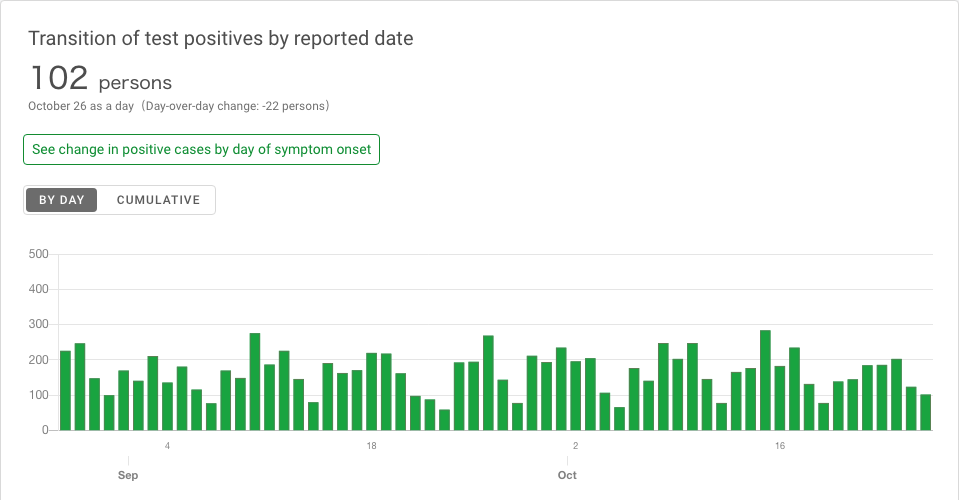 Transition of test positives by reported date
102 persons
October 26 as a day（Day-over-day change: -22 persons）
See change in positive cases by day of symptom onset
BY DAY CUMULATIVE
500
400
300
200
100
0
4 18 2 16
Sep Oct